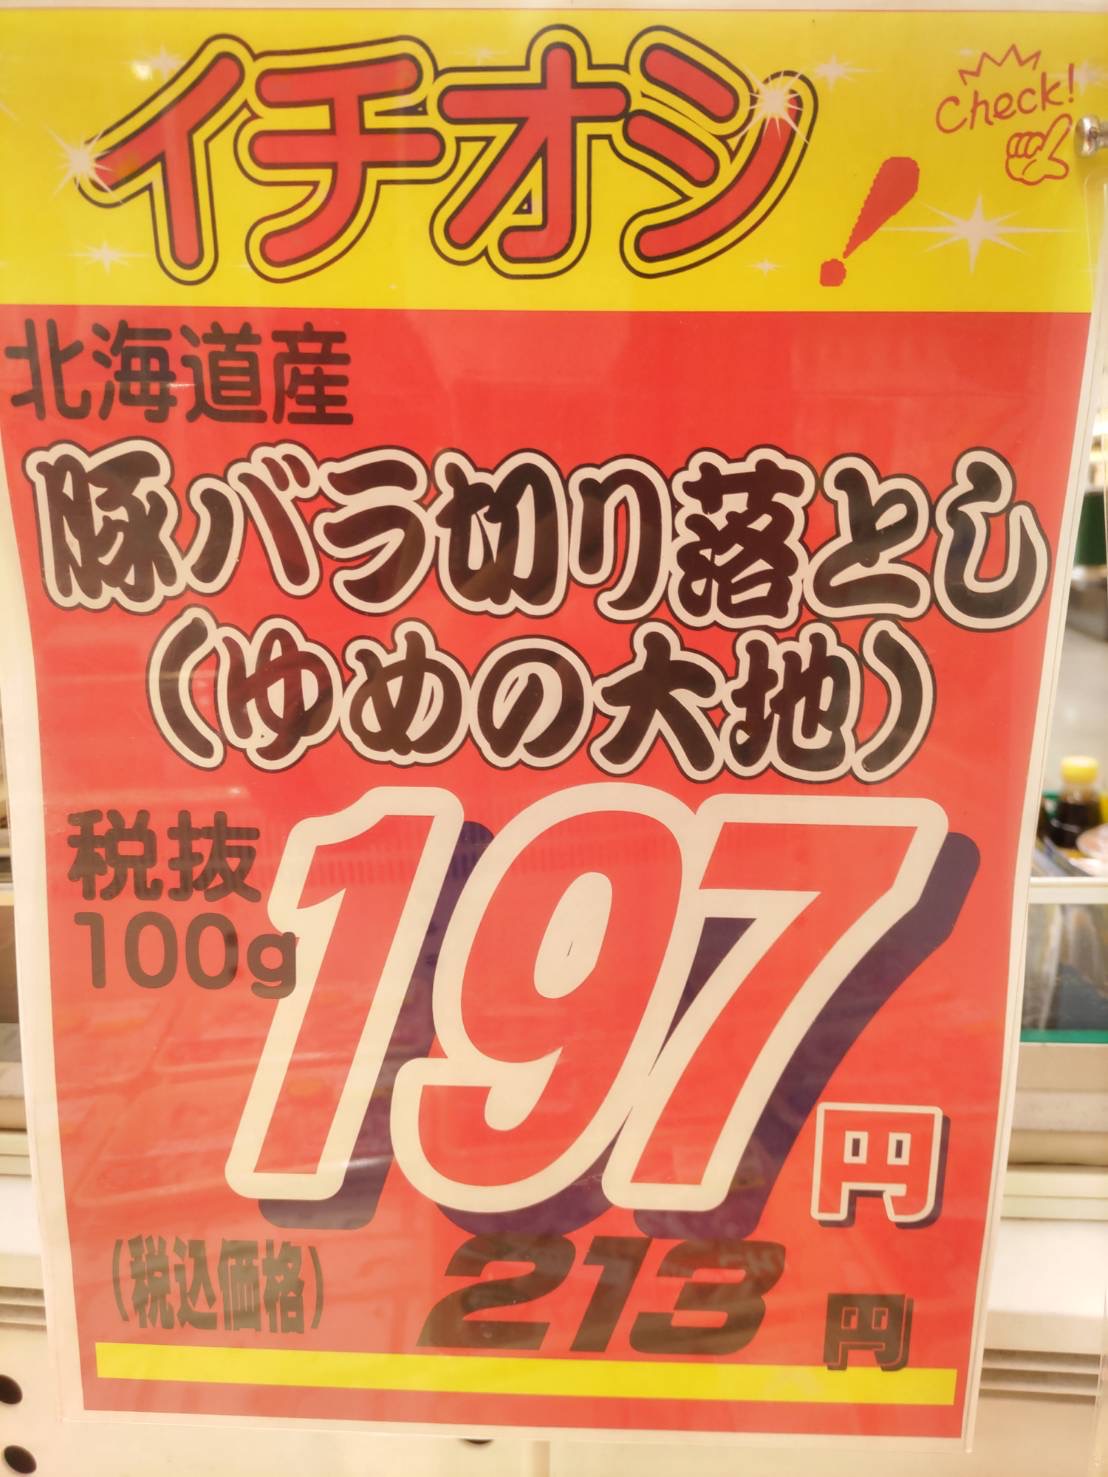 イチオシ!
Check!
北海道産
豚バラ切り落とし
(ゆめの大地)
税抜
100g
197円
(税込価格) 213円